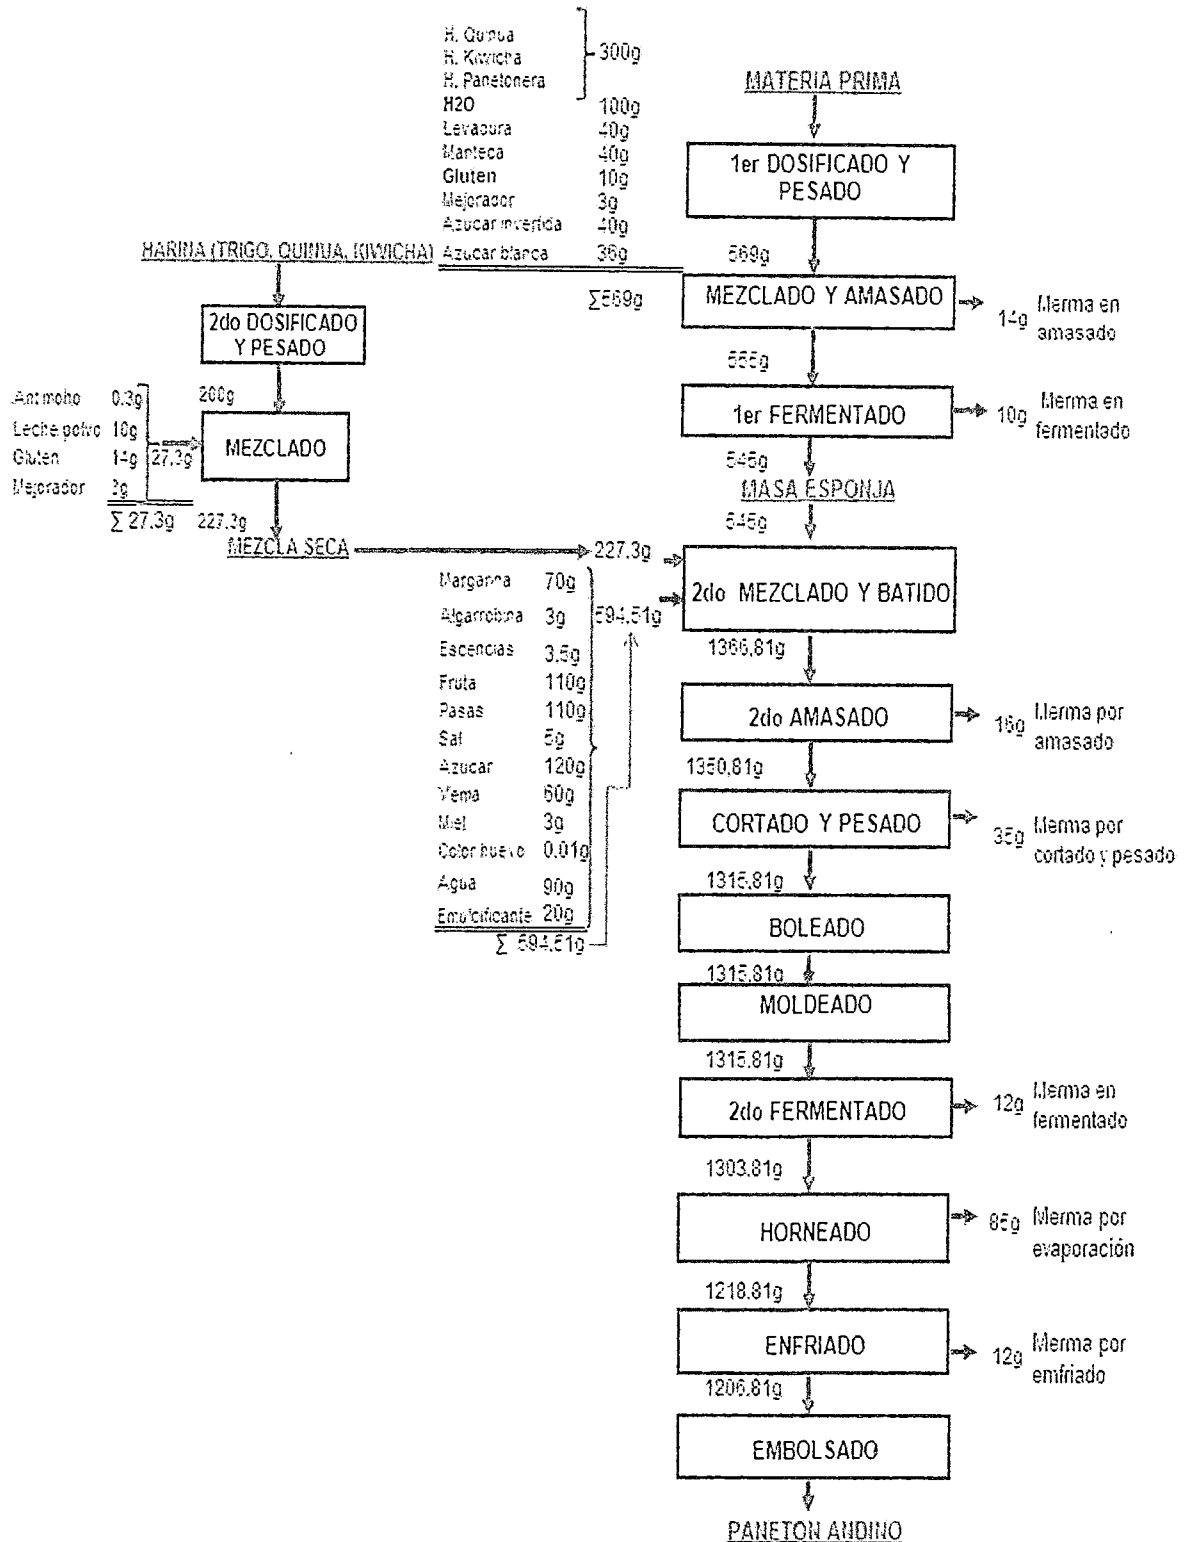 H. Quinua
H. Kiwicha
H. Panetonera
300g
H2O 100g
Levadura 40g
Manteca 40g
Gluten 10g
Mejorador 3g
Azucar invertida 40g
Azucar blanca 36g
∑569g
MATERIA PRIMA
1er DOSIFICADO Y
PESADO
569g
MEZCLADO Y AMASADO
14g Merma en
amasado
555g
1er FERMENTADO
10g Merma en
fermentado
545g
MASA ESPONJA
545g
HARINA (TRIGO, QUINUA, KIWICHA)
2do DOSIFICADO
Y PESADO
200g
Antimoho 0.3g
Leche polvo 10g
Gluten 14g
Mejorador 3g
27.3g
∑ 27.3g
MEZCLADO
227.3g
MEZCLA SECA
227.3g
2do MEZCLADO Y BATIDO
Margarina 70g
Algarrobina 3g
Escencias 3.5g
Fruta 110g
Pasas 110g
Sal 5g
Azucar 120g
Yema 60g
Miel 3g
Color huevo 0.01g
Agua 90g
Emulcificante 20g
∑ 594.51g
594.51g
1366,81g
2do AMASADO
16g Merma por
amasado
1350,81g
CORTADO Y PESADO
35g Merma por
cortado y pesado
1315.81g
BOLEADO
1315.81g
MOLDEADO
1315.81g
2do FERMENTADO
12g Merma en
fermentado
1303.81g
HORNEADO
85g Merma por
evaporación
1218.81g
ENFRIADO
12g Merma por
emfriado
1206.81g
EMBOLSADO
PANETON ANDINO